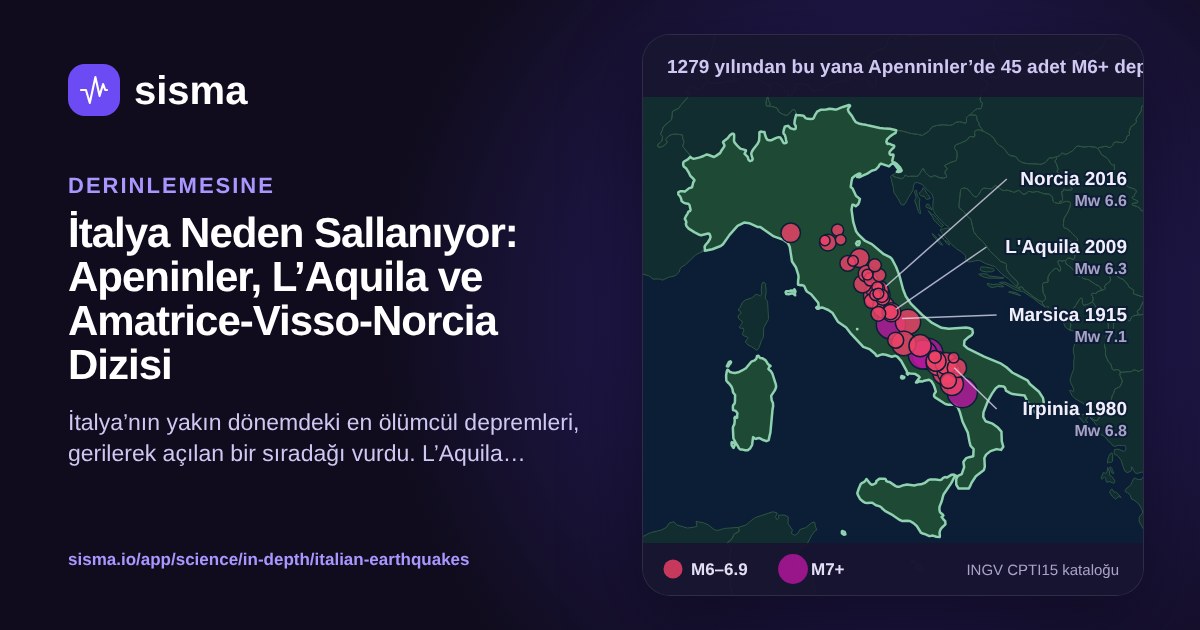 sisma
DERINLEMESINE
İtalya Neden Sallanıyor:
Apeninler, L’Aquila ve
Amatrice-Visso-Norcia
Dizisi
İtalya’nın yakın dönemdeki en ölümcül depremleri,
gerilerek açılan bir sıradağı vurdu. L’Aquila…
sisma.io/app/science/in-depth/italian-earthquakes
1279 yılından bu yana Apenninler’de 45 adet M6+ dep
Norcia 2016
Mw 6.6
L'Aquila 2009
Mw 6.3
Marsica 1915
Mw 7.1
Irpinia 1980
Mw 6.8
M6–6.9
M7+
INGV CPTI15 kataloğu